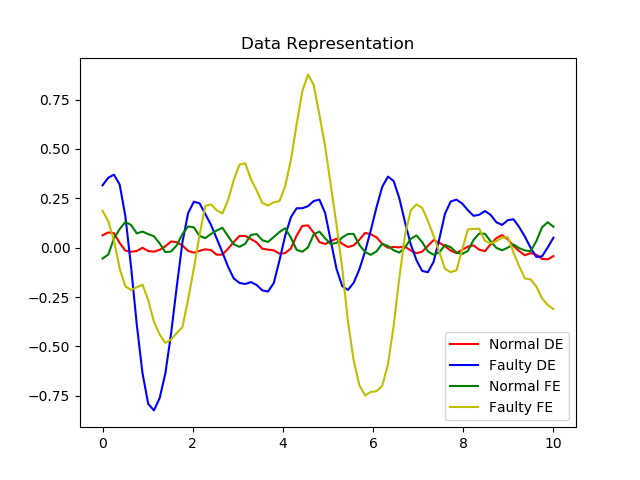 Data Representation
0.75
0.50
0.25
0.00
−0.25
−0.50
−0.75
0 2 4 6 8 10
Normal DE
Faulty DE
Normal FE
Faulty FE